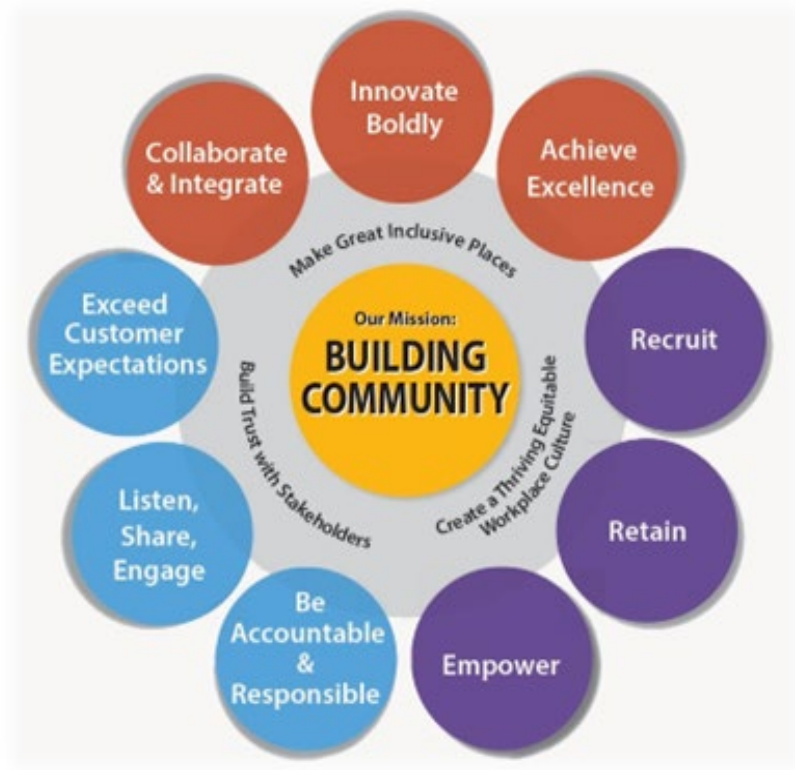 Innovate
Boldly
Achieve
Excellence
Recruit
Retain
Empower
Be
Accountable
&
Responsible
Listen,
Share,
Engage
Exceed
Customer
Expectations
Collaborate
& Integrate
Make Great Inclusive Places
Create a Thriving Equitable
Workplace Culture
Build Trust with Stakeholders
Our Mission:
BUILDING
COMMUNITY